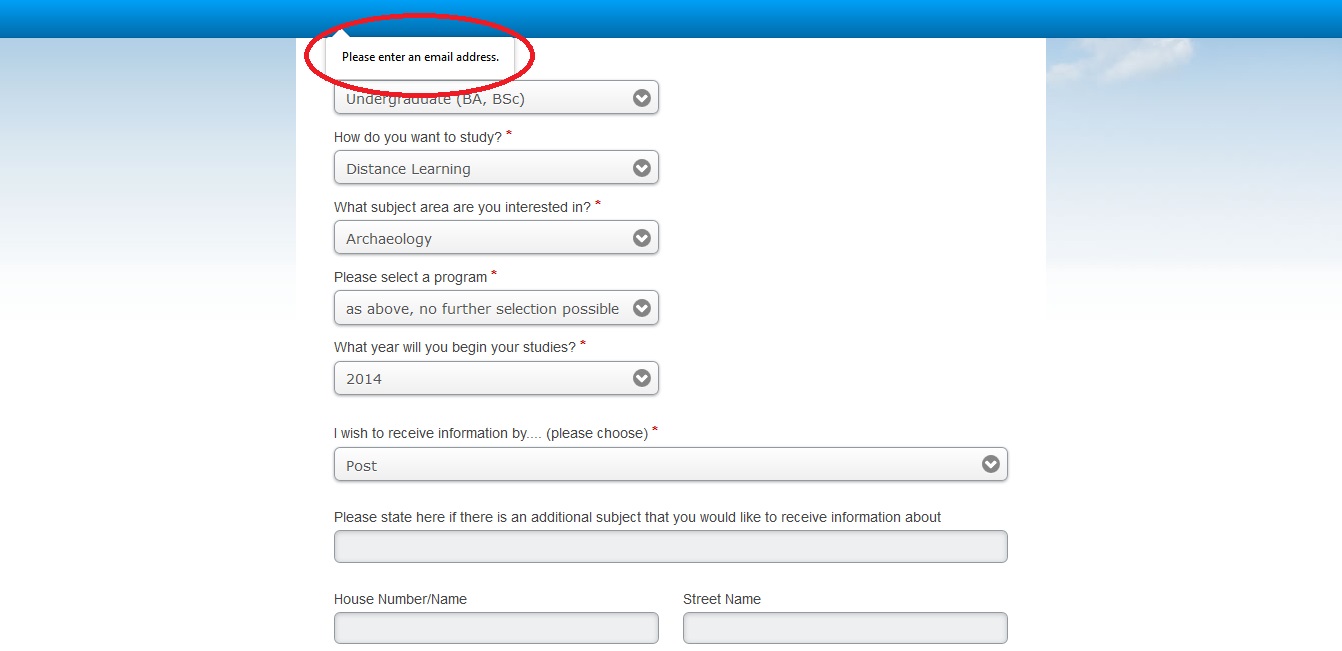 Please enter an email address.
Undergraduate (BA, BSc)
How do you want to study? *
Distance Learning
What subject area are you interested in? *
Archaeology
Please select a program *
as above, no further selection possible
What year will you begin your studies? *
2014
I wish to receive information by.... (please choose) *
Post
Please state here if there is an additional subject that you would like to receive information about
House Number/Name Street Name